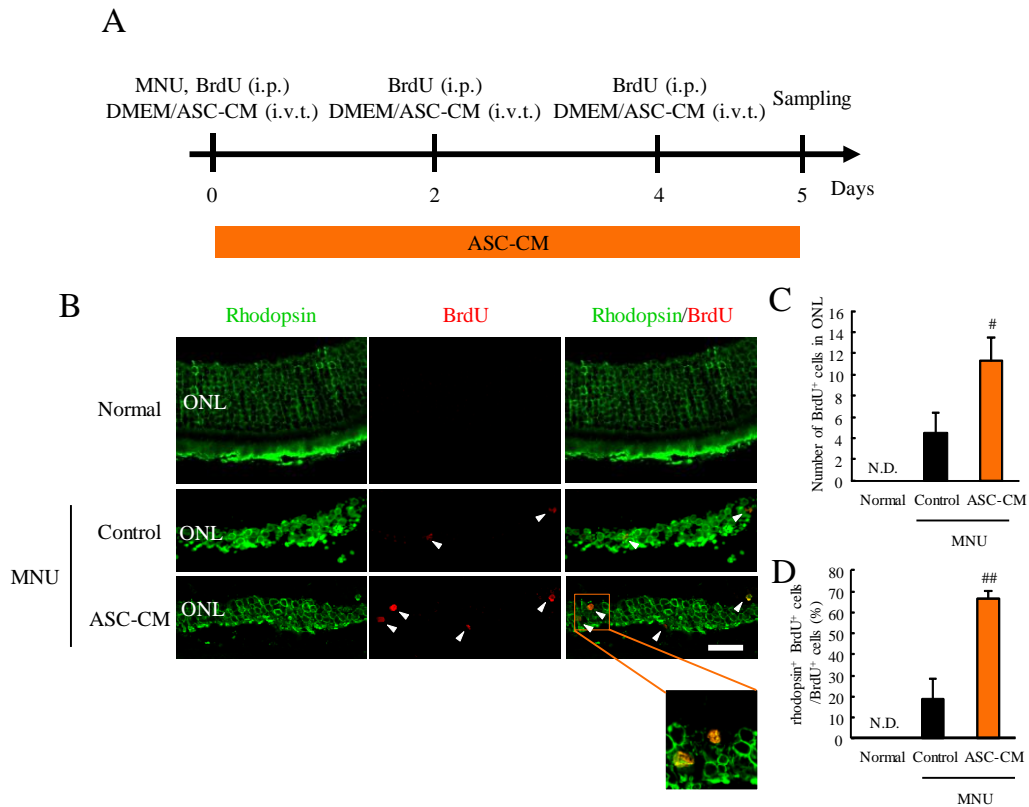 A
MNU, BrdU (i.p.)
DMEM/ASC-CM (i.v.t.)
BrdU (i.p.)
DMEM/ASC-CM (i.v.t.)
BrdU (i.p.)
DMEM/ASC-CM (i.v.t.)
Sampling
0
2
4
5
Days
ASC-CM
B
Rhodopsin
BrdU
Rhodopsin/BrdU
Normal
ONL
MNU
Control
ONL
ASC-CM
ONL
C
Number of BrdU⁺ cells in ONL
16
14
12
10
8
6
4
2
0
N.D.
#
Normal
Control
ASC-CM
MNU
D
rhodopsin⁺ BrdU⁺ cells
/BrdU⁺ cells (%)
80
70
60
50
40
30
20
10
0
N.D.
##
Normal
Control
ASC-CM
MNU